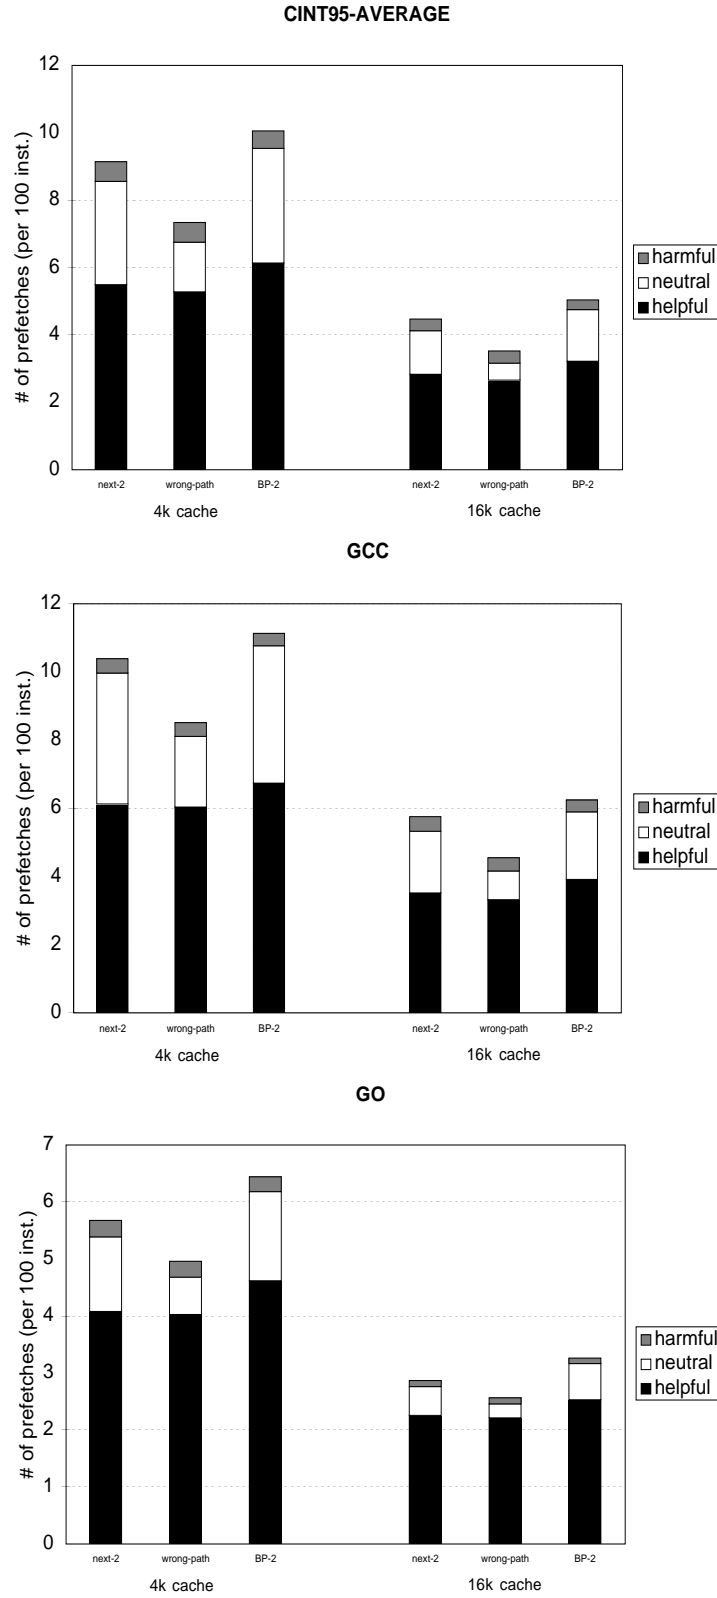 CINT95-AVERAGE
12
10
8
6
4
2
0
# of prefetches (per 100 inst.)
harmful
neutral
helpful
next-2 wrong-path BP-2 next-2 wrong-path BP-2
4k cache 16k cache
GCC
12
10
8
6
4
2
0
# of prefetches (per 100 inst.)
harmful
neutral
helpful
next-2 wrong-path BP-2 next-2 wrong-path BP-2
4k cache 16k cache
GO
7
6
5
4
3
2
1
0
# of prefetches (per 100 inst.)
harmful
neutral
helpful
next-2 wrong-path BP-2 next-2 wrong-path BP-2
4k cache 16k cache